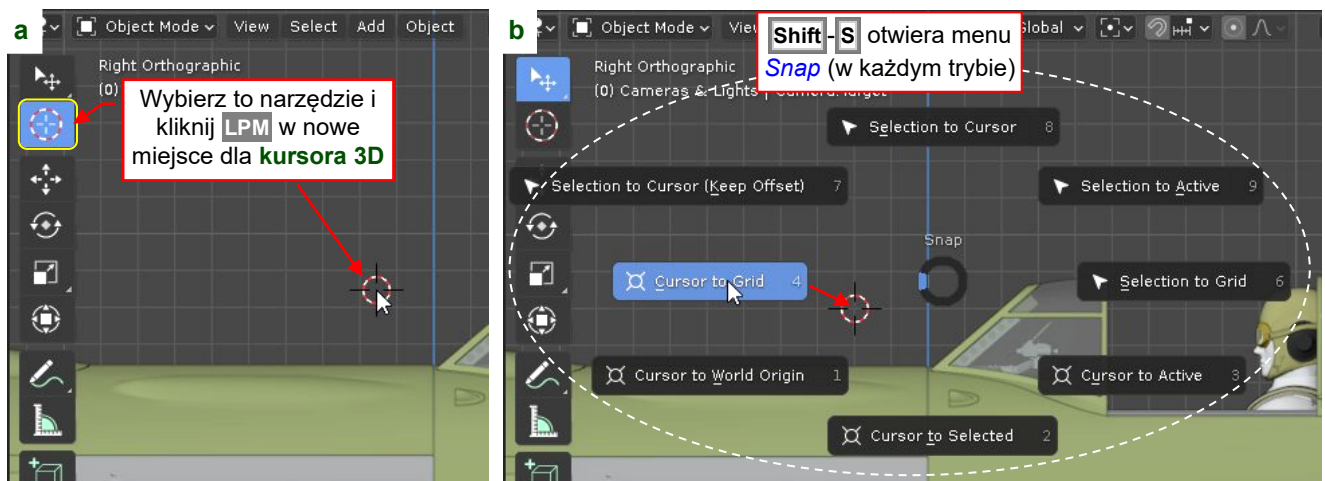 a
Object Mode View Select Add Object
Right Orthographic
(0)
Wybierz to narzędzie i
kliknij LPM w nowe
miejsce dla kursora 3D
b
Object Mode
Shift - S otwiera menu
Snap (w każdym trybie)
Right Orthographic
(0) Cameras & Lights |
Selection to Cursor 8
Selection to Cursor (Keep Offset) 7
Selection to Active 9
Snap
Cursor to Grid 4
Selection to Grid 6
Cursor to World Origin 1
Cursor to Active 3
Cursor to Selected 2